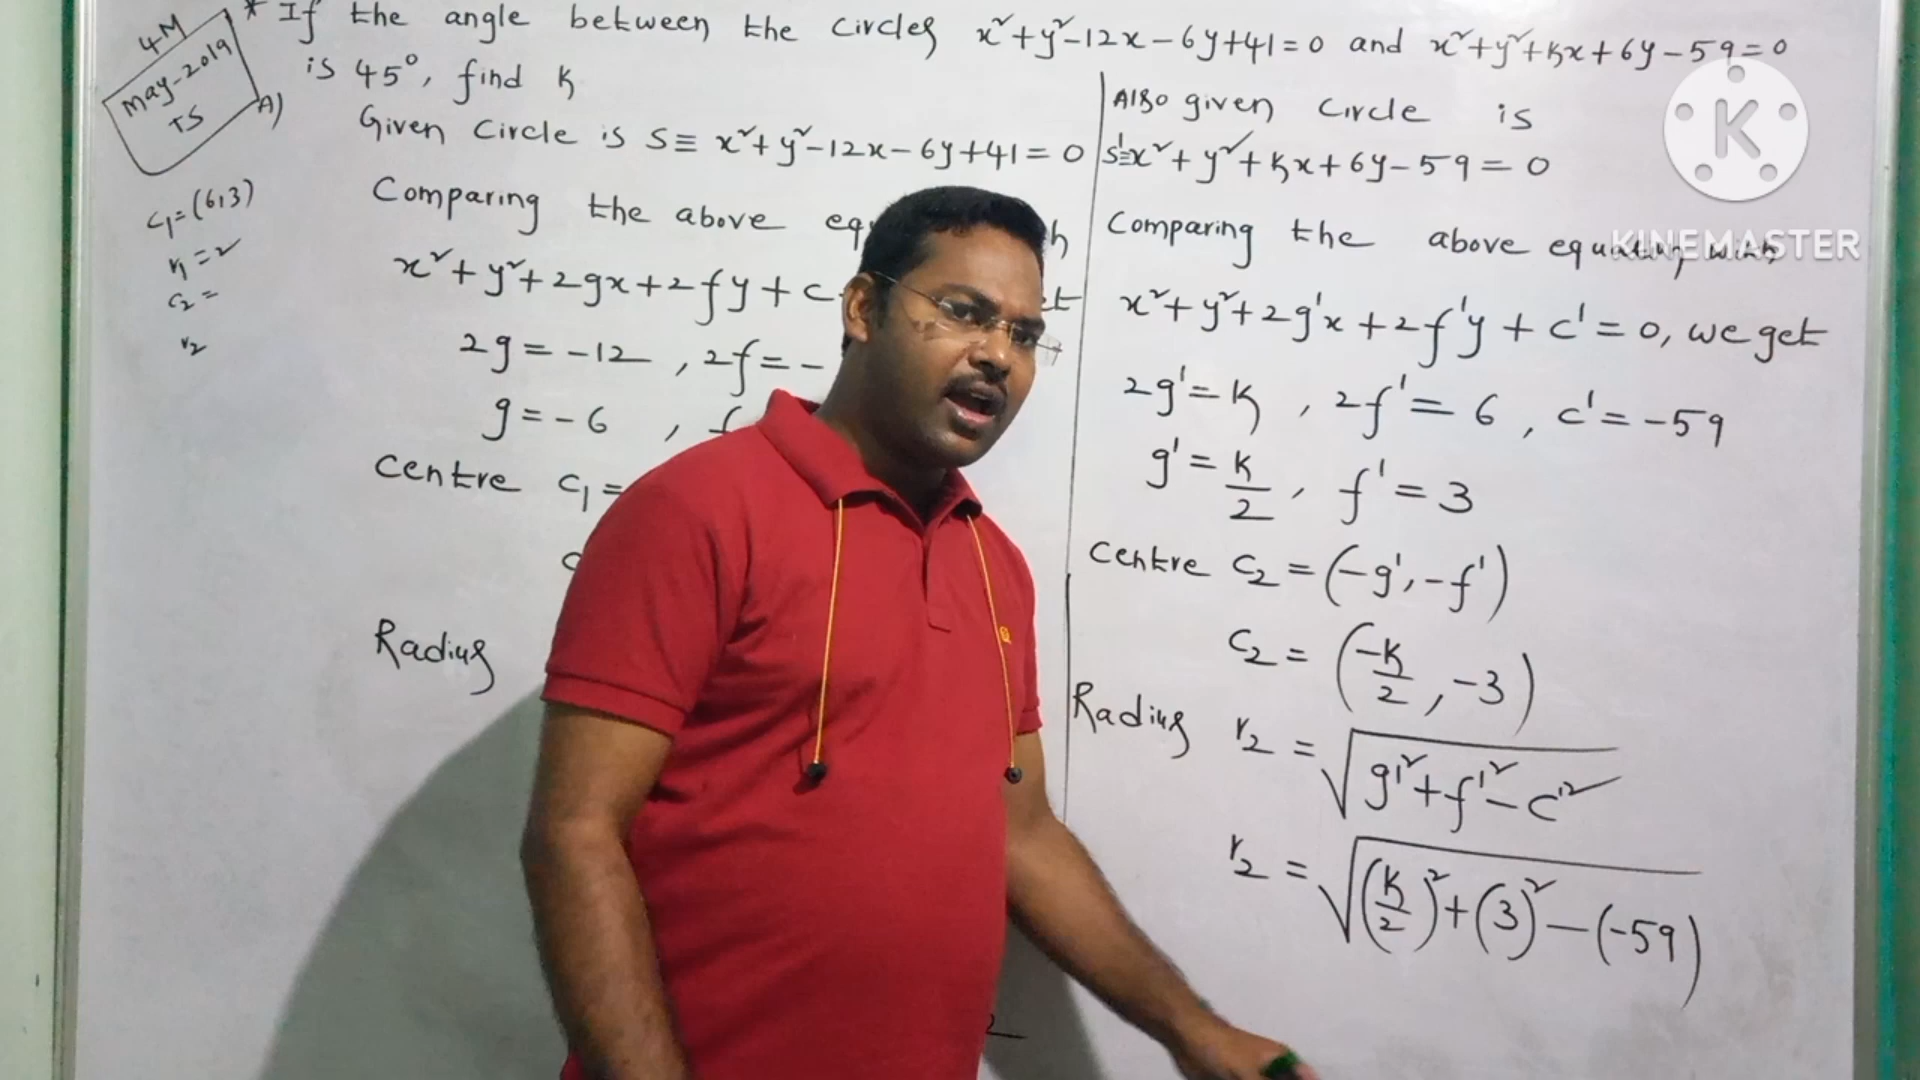 4M
May-2019
TS
* If the angle between the circles x²+y²-12x-6y+41=0 and x²+y²+kx+6y-59=0
is 45°, find k
A)
Given circle is S≡ x²+y²-12x-6y+41=0
Comparing the above
x²+y²+2gx+2fy+c
2g=-12, 2f=-
g=-6, f
Centre c₁=
Radius
c₁=(6,3)
r₁=2
c₂=
r₂
Also given circle is
S'≡x²+y²+kx+6y-59=0
Comparing the above equation with
x²+y²+2g'x+2f'y+c'=0, we get
2g'=k, 2f'=6, c'=-59
g'=k/2, f'=3
Centre c₂=(-g',-f')
c₂=(-k/2,-3)
Radius r₂=√(g'²+f'²-c'²)
r₂=√((k/2)²+(3)²-(-59))
K
KINEMASTER